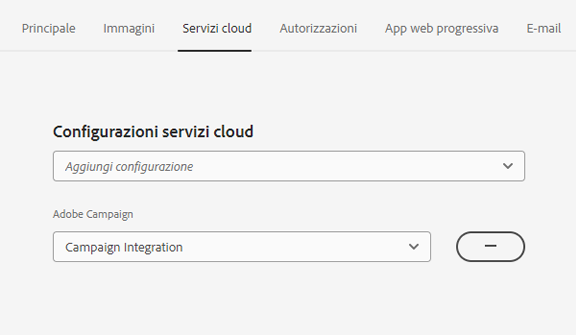 Principale Immagini Servizi cloud Autorizzazioni App web progressiva E-mail
Configurazioni servizi cloud
Aggiungi configurazione
Adobe Campaign
Campaign Integration